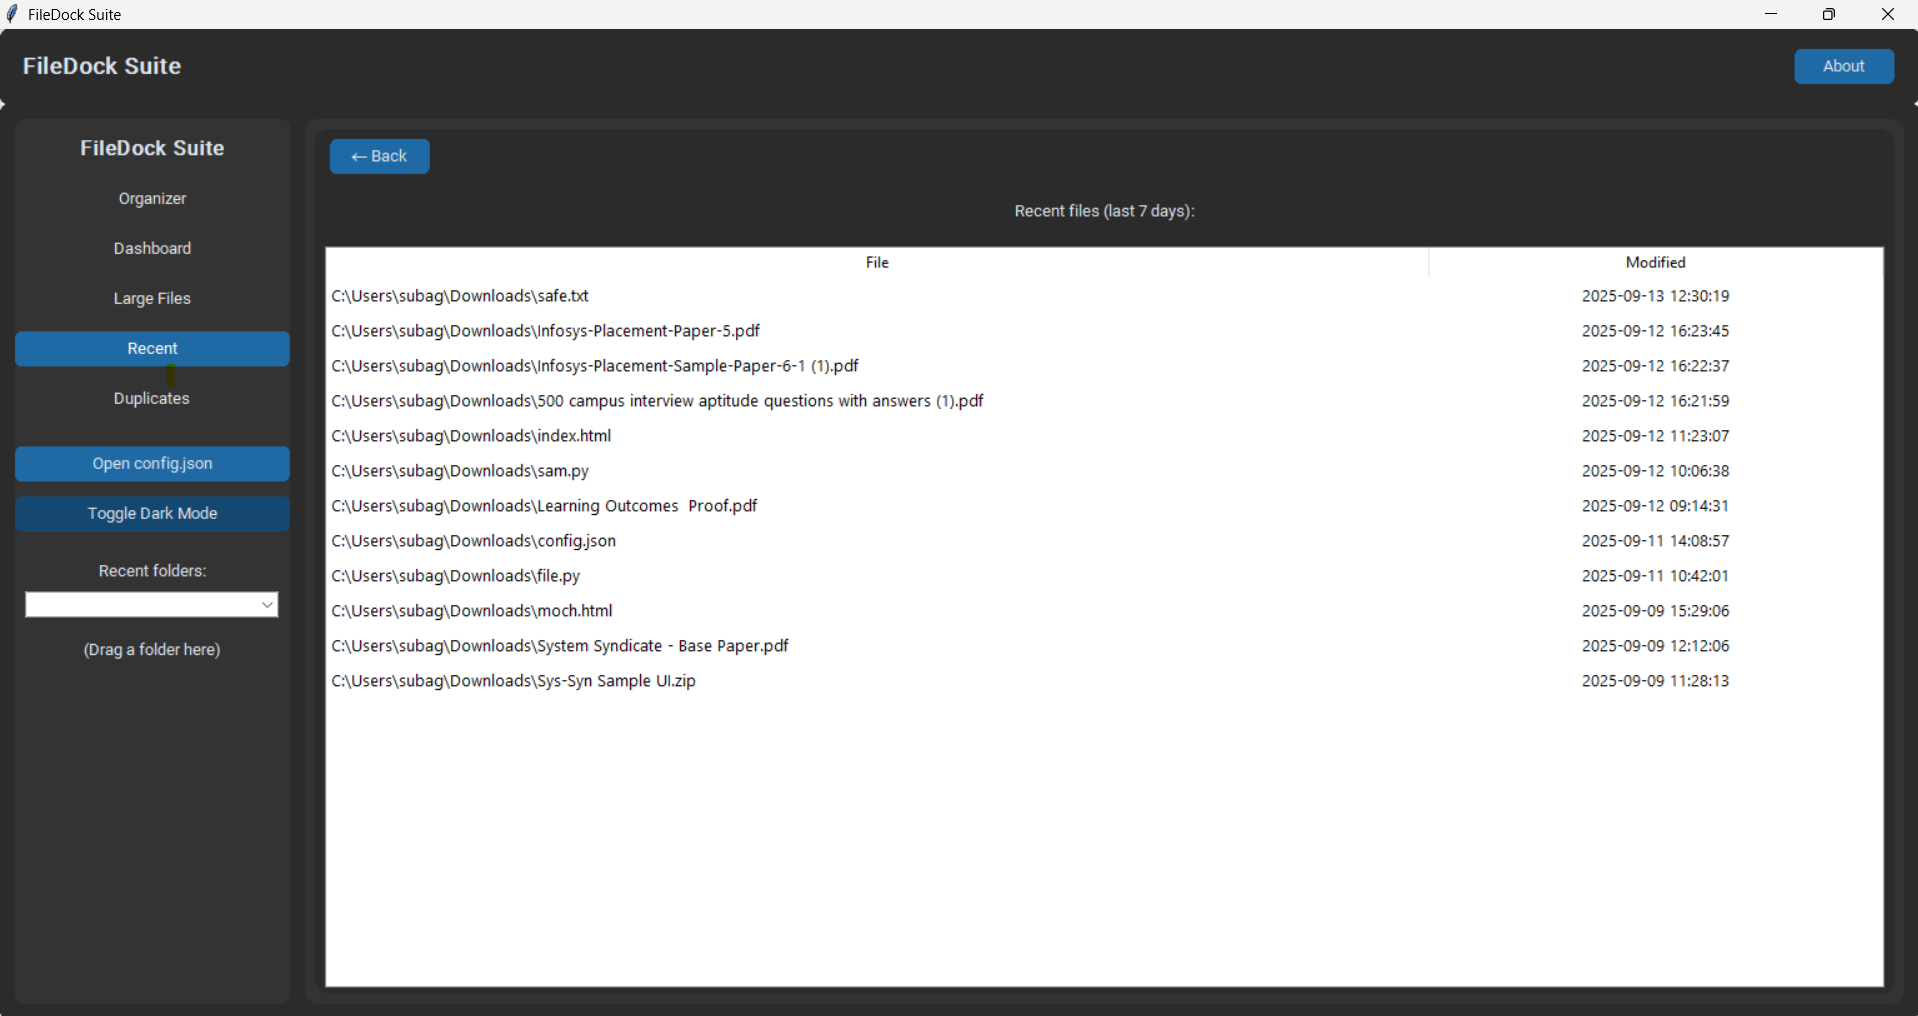 FileDock Suite
FileDock Suite
About
FileDock Suite
Organizer
Dashboard
Large Files
Recent
Duplicates
Open config.json
Toggle Dark Mode
Recent folders:
(Drag a folder here)
← Back
Recent files (last 7 days):
File Modified
C:\Users\subag\Downloads\safe.txt 2025-09-13 12:30:19
C:\Users\subag\Downloads\Infosys-Placement-Paper-5.pdf 2025-09-12 16:23:45
C:\Users\subag\Downloads\Infosys-Placement-Sample-Paper-6-1 (1).pdf 2025-09-12 16:22:37
C:\Users\subag\Downloads\500 campus interview aptitude questions with answers (1).pdf 2025-09-12 16:21:59
C:\Users\subag\Downloads\index.html 2025-09-12 11:23:07
C:\Users\subag\Downloads\sam.py 2025-09-12 10:06:38
C:\Users\subag\Downloads\Learning Outcomes  Proof.pdf 2025-09-12 09:14:31
C:\Users\subag\Downloads\config.json 2025-09-11 14:08:57
C:\Users\subag\Downloads\file.py 2025-09-11 10:42:01
C:\Users\subag\Downloads\moch.html 2025-09-09 15:29:06
C:\Users\subag\Downloads\System Syndicate - Base Paper.pdf 2025-09-09 12:12:06
C:\Users\subag\Downloads\Sys-Syn Sample UI.zip 2025-09-09 11:28:13